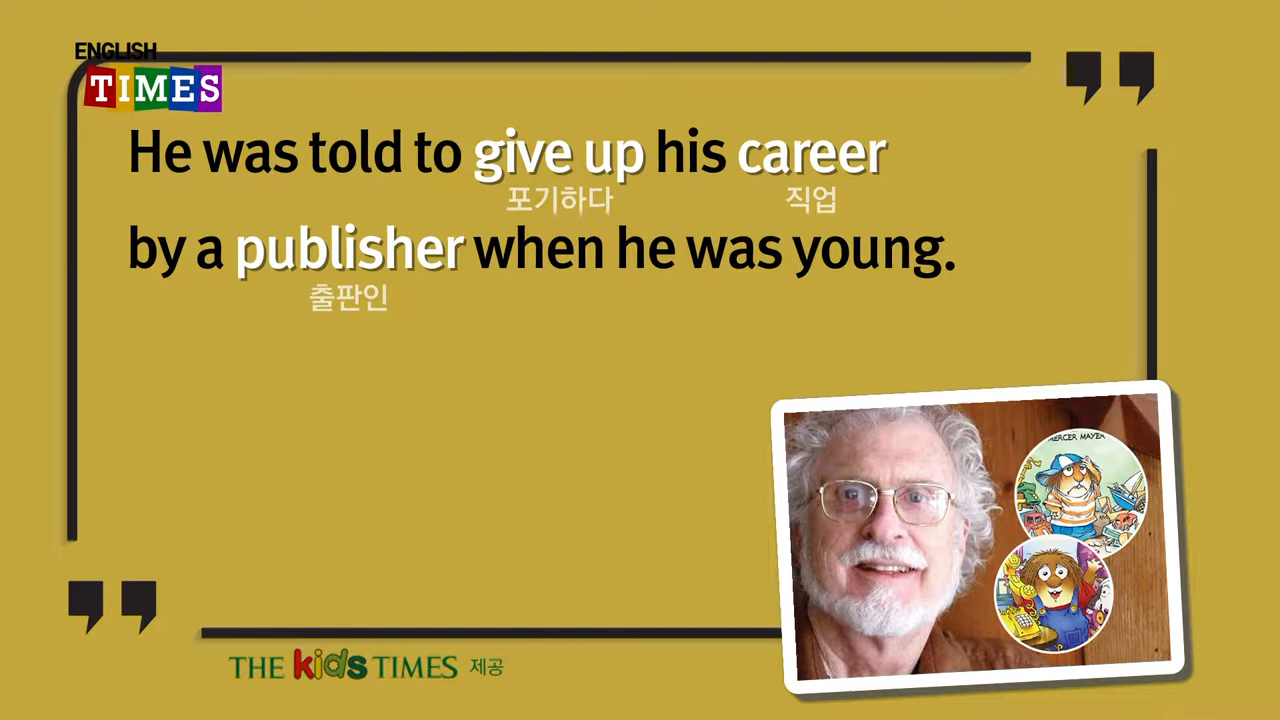 ENGLISH
TIMES
He was told to give up his career
포기하다 직업
by a publisher when he was young.
출판인
MERCER MAYER
THE kids TIMES 제공